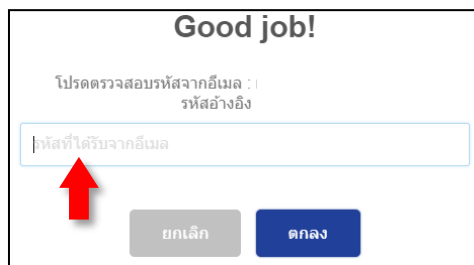 Good job!
โปรดตรวจสอบรหัสจากอีเมล :
รหัสอ้างอิง
รหัสที่ได้รับจากอีเมล
ยกเลิก
ตกลง